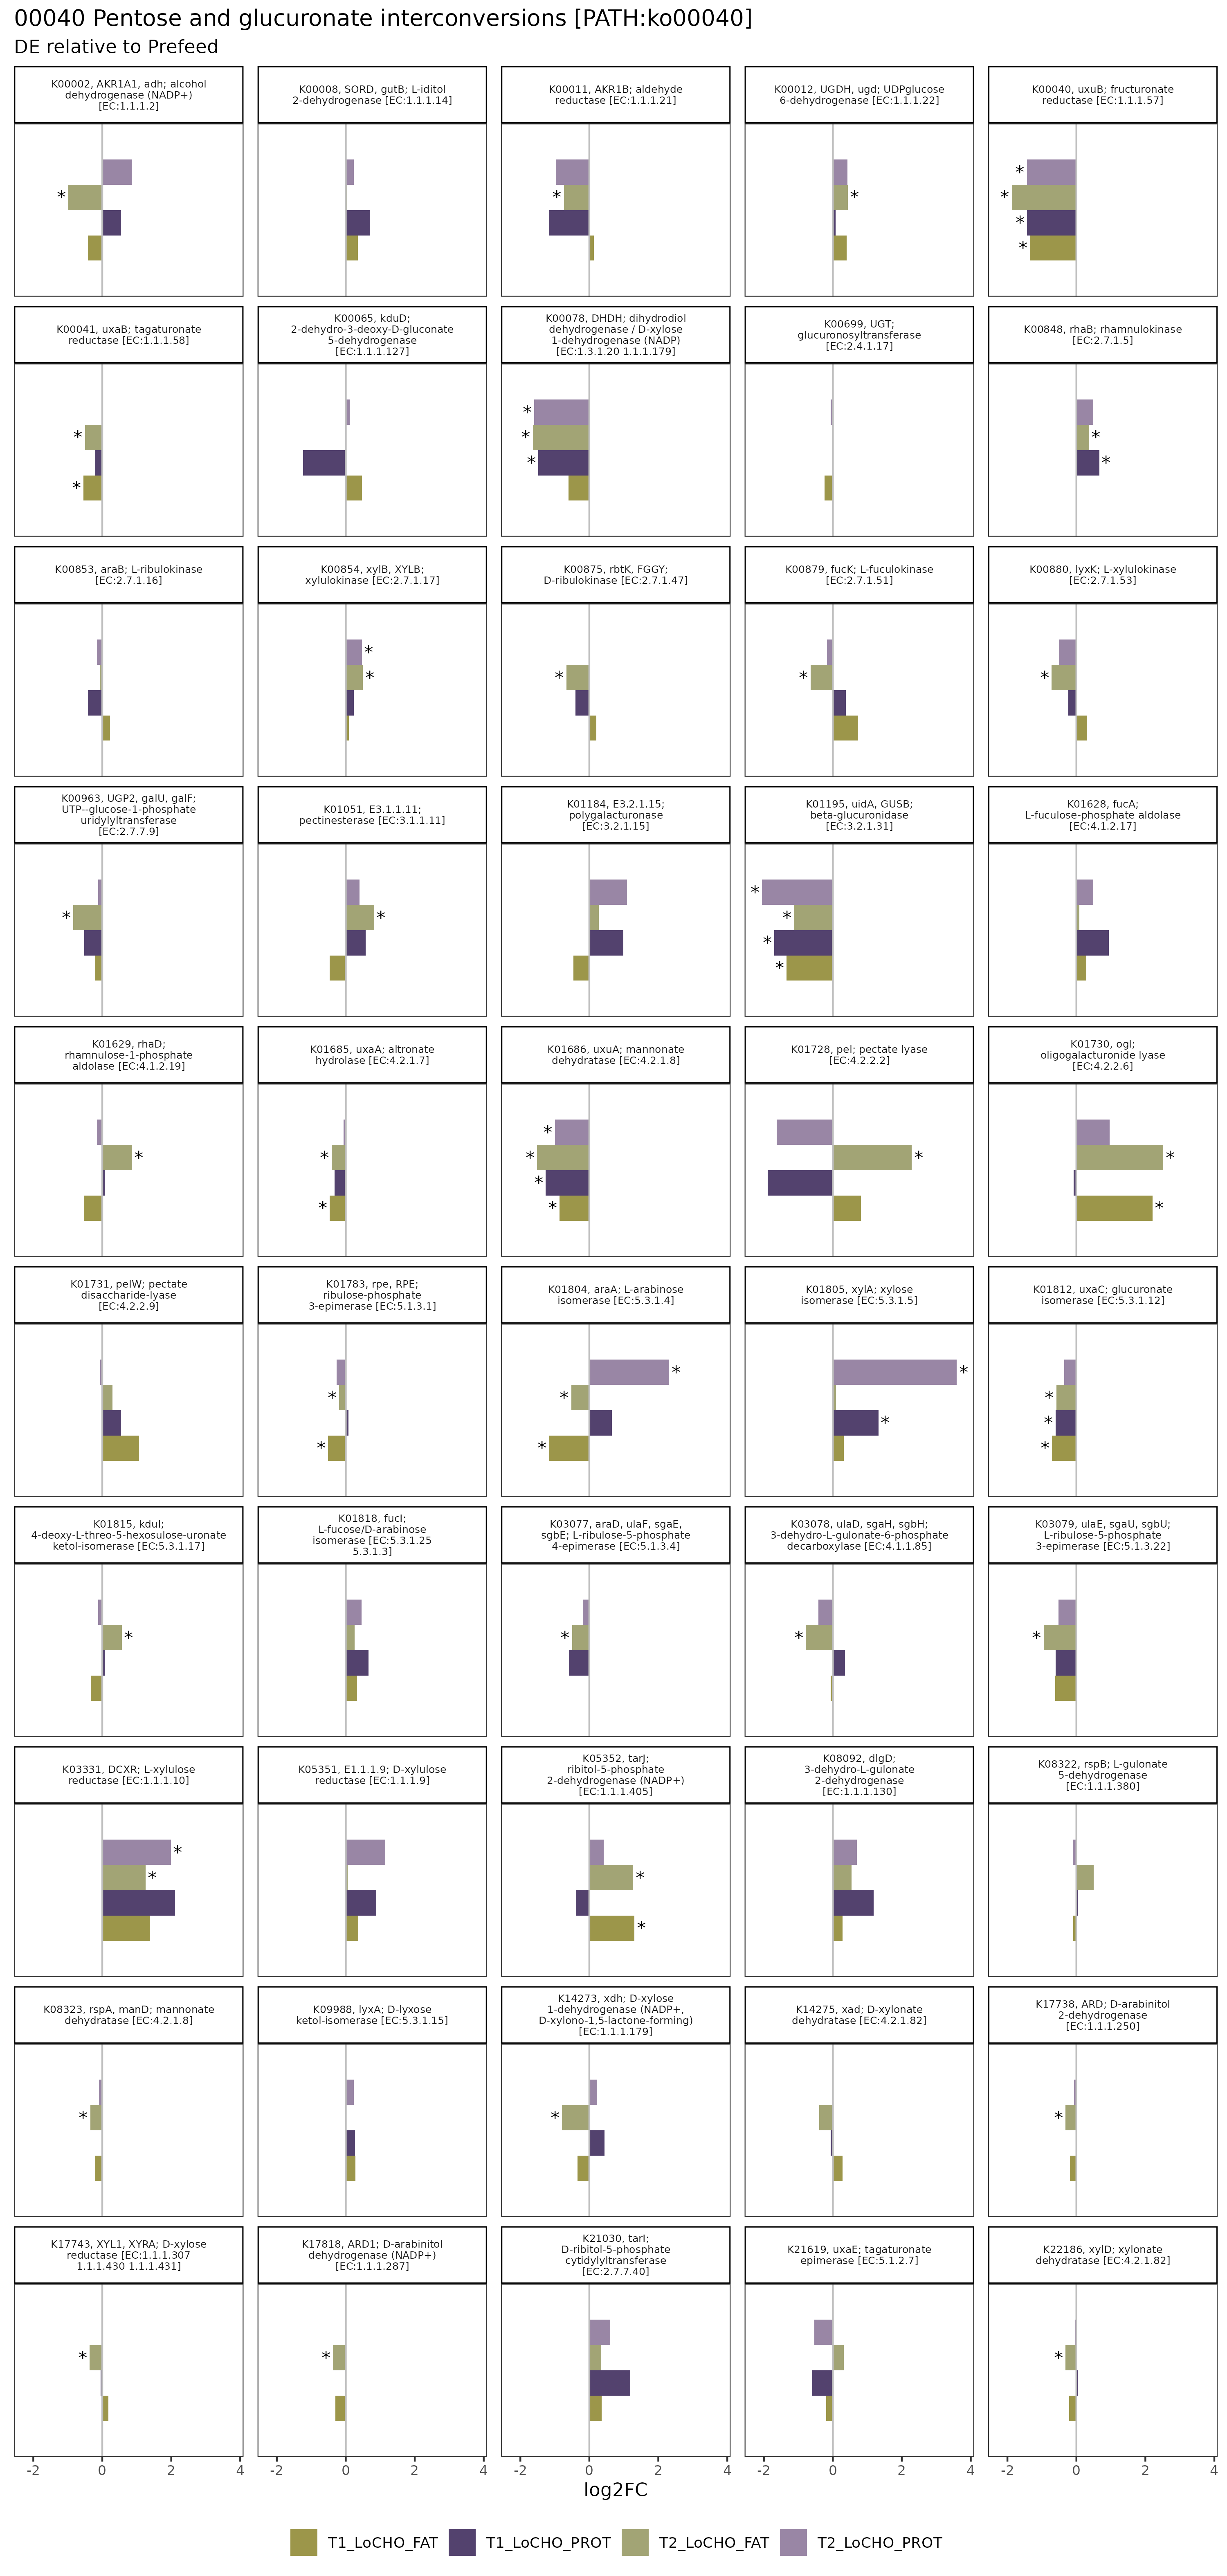 00040 Pentose and glucuronate interconversions [PATH:ko00040]
DE relative to Prefeed
K00002, AKR1A1, adh; alcohol
dehydrogenase (NADP+)
[EC:1.1.1.2]
K00008, SORD, gutB; L-iditol
2-dehydrogenase [EC:1.1.1.14]
K00011, AKR1B; aldehyde
reductase [EC:1.1.1.21]
K00012, UGDH, ugd; UDPglucose
6-dehydrogenase [EC:1.1.1.22]
K00040, uxuB; fructuronate
reductase [EC:1.1.1.57]
*
*
*
*
*
*
*
K00041, uxaB; tagaturonate
reductase [EC:1.1.1.58]
K00065, kduD;
2-dehydro-3-deoxy-D-gluconate
5-dehydrogenase
[EC:1.1.1.127]
K00078, DHDH; dihydrodiol
dehydrogenase / D-xylose
1-dehydrogenase (NADP)
[EC:1.3.1.20 1.1.1.179]
K00699, UGT;
glucuronosyltransferase
[EC:2.4.1.17]
K00848, rhaB; rhamnulokinase
[EC:2.7.1.5]
*
*
*
*
*
*
*
K00853, araB; L-ribulokinase
[EC:2.7.1.16]
K00854, xylB, XYLB;
xylulokinase [EC:2.7.1.17]
K00875, rbtK, FGGY;
D-ribulokinase [EC:2.7.1.47]
K00879, fucK; L-fuculokinase
[EC:2.7.1.51]
K00880, lyxK; L-xylulokinase
[EC:2.7.1.53]
*
*
*
*
*
K00963, UGP2, galU, galF;
UTP--glucose-1-phosphate
uridylyltransferase
[EC:2.7.7.9]
K01051, E3.1.1.11;
pectinesterase [EC:3.1.1.11]
K01184, E3.2.1.15;
polygalacturonase
[EC:3.2.1.15]
K01195, uidA, GUSB;
beta-glucuronidase
[EC:3.2.1.31]
K01628, fucA;
L-fuculose-phosphate aldolase
[EC:4.1.2.17]
*
*
*
*
*
*
K01629, rhaD;
rhamnulose-1-phosphate
aldolase [EC:4.1.2.19]
K01685, uxaA; altronate
hydrolase [EC:4.2.1.7]
K01686, uxuA; mannonate
dehydratase [EC:4.2.1.8]
K01728, pel; pectate lyase
[EC:4.2.2.2]
K01730, ogl;
oligogalacturonide lyase
[EC:4.2.2.6]
*
*
*
*
*
*
*
*
*
*
K01731, pelW; pectate
disaccharide-lyase
[EC:4.2.2.9]
K01783, rpe, RPE;
ribulose-phosphate
3-epimerase [EC:5.1.3.1]
K01804, araA; L-arabinose
isomerase [EC:5.3.1.4]
K01805, xylA; xylose
isomerase [EC:5.3.1.5]
K01812, uxaC; glucuronate
isomerase [EC:5.3.1.12]
*
*
*
*
*
*
*
*
*
*
K01815, kduI;
4-deoxy-L-threo-5-hexosulose-uronate
ketol-isomerase [EC:5.3.1.17]
K01818, fucI;
L-fucose/D-arabinose
isomerase [EC:5.3.1.25
5.3.1.3]
K03077, araD, ulaF, sgaE,
sgbE; L-ribulose-5-phosphate
4-epimerase [EC:5.1.3.4]
K03078, ulaD, sgaH, sgbH;
3-dehydro-L-gulonate-6-phosphate
decarboxylase [EC:4.1.1.85]
K03079, ulaE, sgaU, sgbU;
L-ribulose-5-phosphate
3-epimerase [EC:5.1.3.22]
*
*
*
*
K03331, DCXR; L-xylulose
reductase [EC:1.1.1.10]
K05351, E1.1.1.9; D-xylulose
reductase [EC:1.1.1.9]
K05352, tarJ;
ribitol-5-phosphate
2-dehydrogenase (NADP+)
[EC:1.1.1.405]
K08092, dlgD;
3-dehydro-L-gulonate
2-dehydrogenase
[EC:1.1.1.130]
K08322, rspB; L-gulonate
5-dehydrogenase
[EC:1.1.1.380]
*
*
*
*
K08323, rspA, manD; mannonate
dehydratase [EC:4.2.1.8]
K09988, lyxA; D-lyxose
ketol-isomerase [EC:5.3.1.15]
K14273, xdh; D-xylose
1-dehydrogenase (NADP+,
D-xylono-1,5-lactone-forming)
[EC:1.1.1.179]
K14275, xad; D-xylonate
dehydratase [EC:4.2.1.82]
K17738, ARD; D-arabinitol
2-dehydrogenase
[EC:1.1.1.250]
*
*
*
K17743, XYL1, XYRA; D-xylose
reductase [EC:1.1.1.307
1.1.1.430 1.1.1.431]
K17818, ARD1; D-arabinitol
dehydrogenase (NADP+)
[EC:1.1.1.287]
K21030, tarI;
D-ribitol-5-phosphate
cytidylyltransferase
[EC:2.7.7.40]
K21619, uxaE; tagaturonate
epimerase [EC:5.1.2.7]
K22186, xylD; xylonate
dehydratase [EC:4.2.1.82]
*
*
*
-2 0 2 4 -2 0 2 4 -2 0 2 4 -2 0 2 4 -2 0 2 4
log2FC
T1_LoCHO_FAT T1_LoCHO_PROT T2_LoCHO_FAT T2_LoCHO_PROT